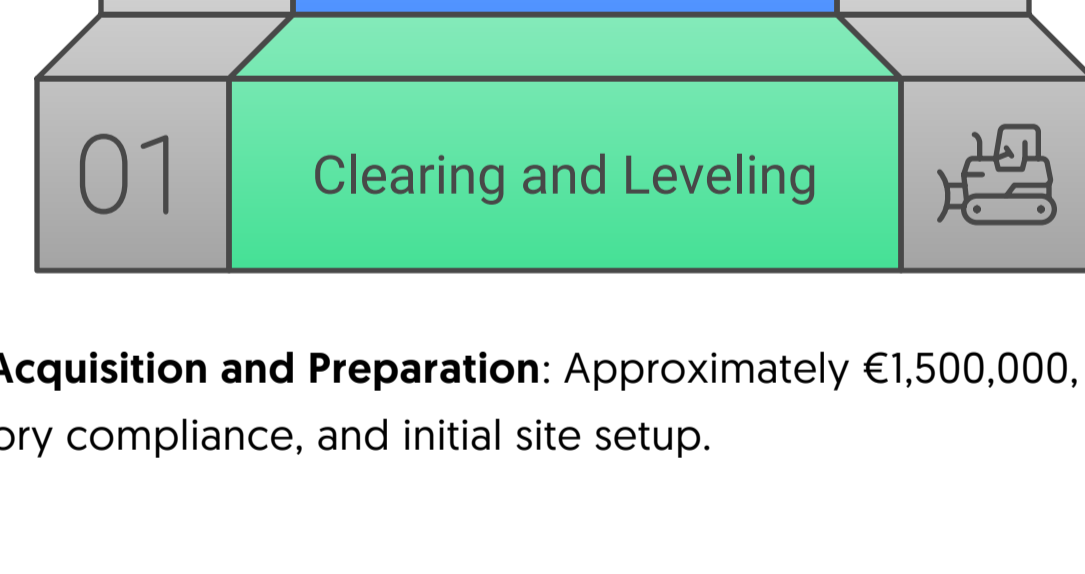 01
Clearing and Leveling
Acquisition and Preparation: Approximately €1,500,000,
ory compliance, and initial site setup.